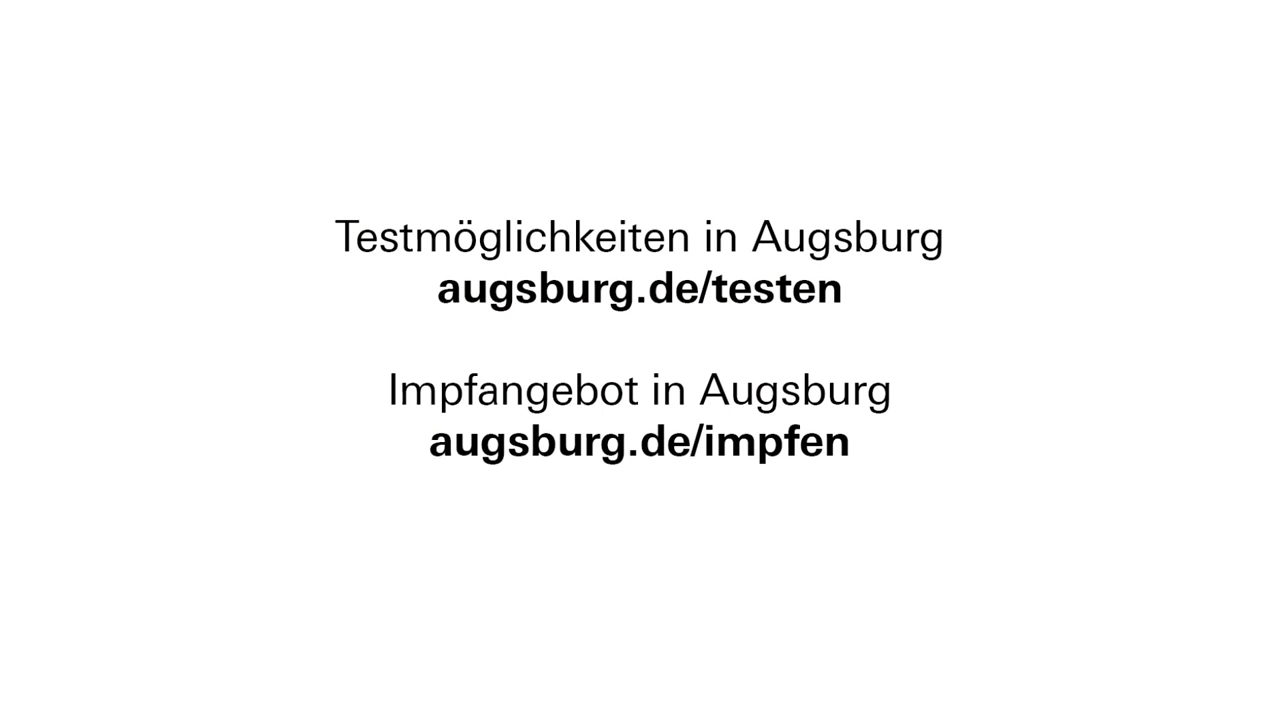 Testmöglichkeiten in Augsburg
augsburg.de/testen
Impfangebot in Augsburg
augsburg.de/impfen